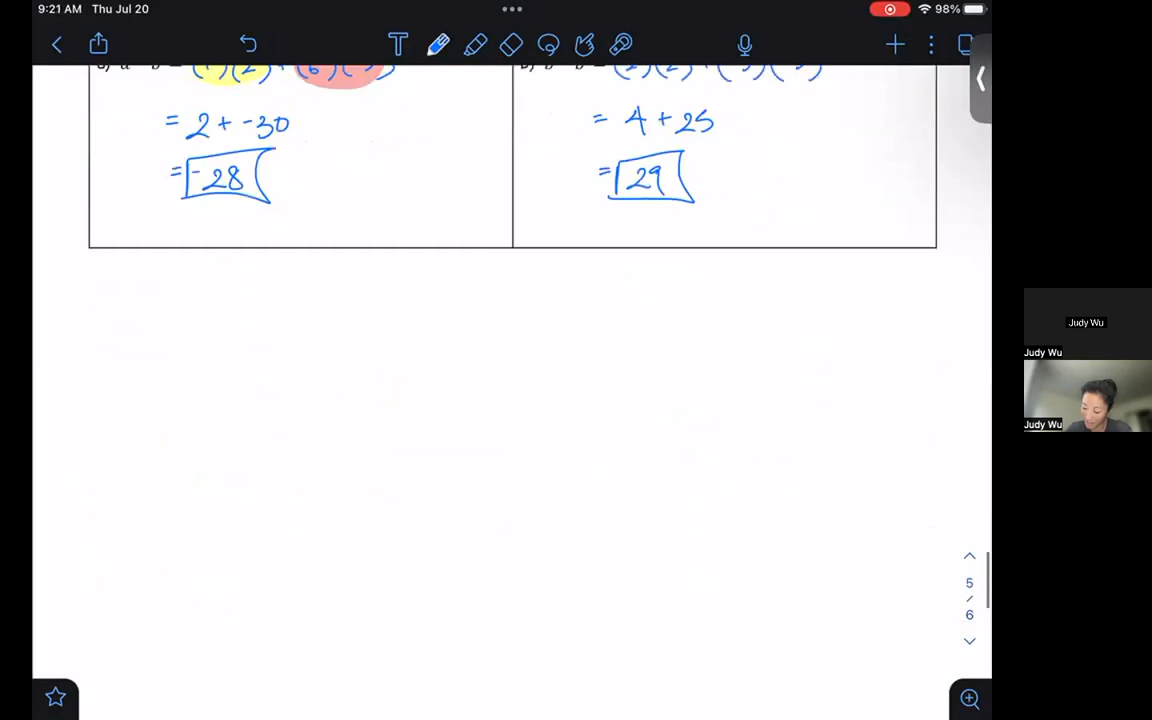 9:21 AM Thu Jul 20
98%
= 2 + -30
= -28
= 4 + 25
= 29
5
/
6
Judy Wu
Judy Wu
Judy Wu